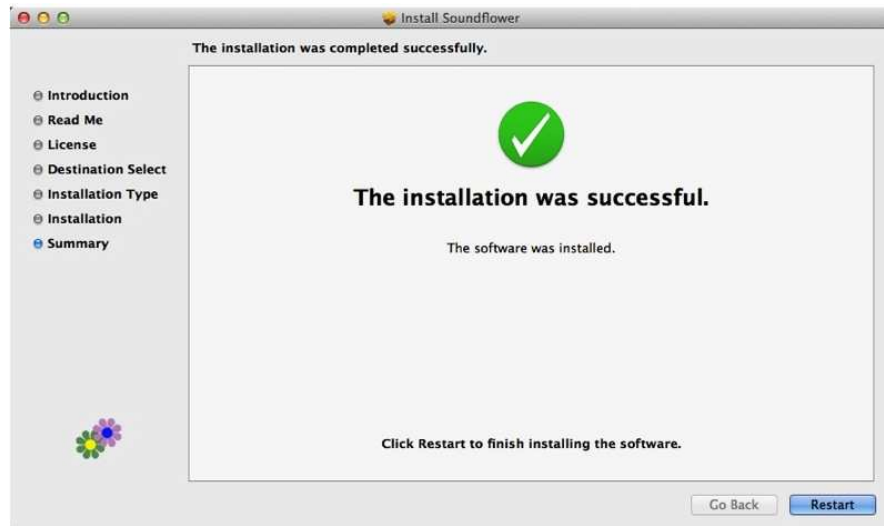 Install Soundflower
The installation was completed successfully.
Introduction
Read Me
License
Destination Select
Installation Type
Installation
Summary
The installation was successful.
The software was installed.
Click Restart to finish installing the software.
Go Back
Restart